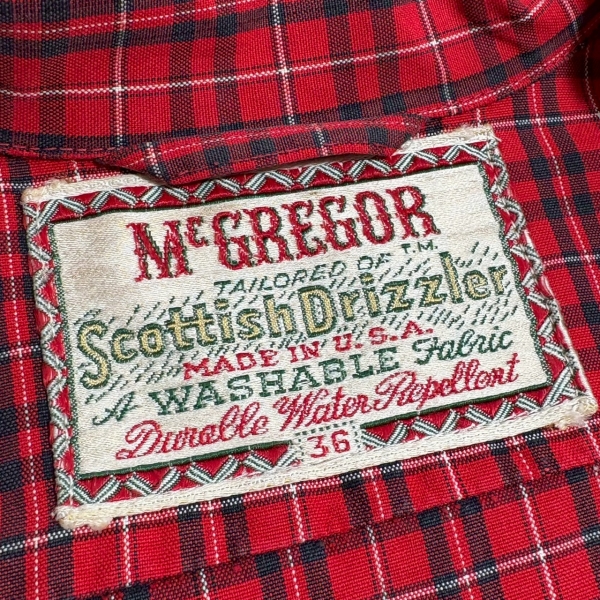 McGREGOR
TAILORED OF T.M.
Scottish Drizzler
MADE IN U.S.A.
A WASHABLE Fabric
Durable Water Repellent
36